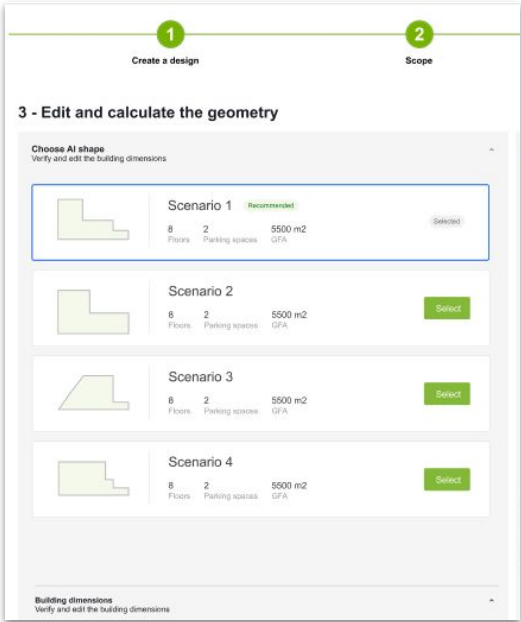 1
2
Create a design
Scope
3 - Edit and calculate the geometry
Choose AI shape
Verify and edit the building dimensions
Scenario 1 Recommended
8 2 5500 m2
Floors Parking spaces GFA
Selected
Scenario 2
8 2 5500 m2
Floors Parking spaces GFA
Select
Scenario 3
8 2 5500 m2
Floors Parking spaces GFA
Select
Scenario 4
8 2 5500 m2
Floors Parking spaces GFA
Select
Building dimensions
Verify and edit the building dimensions